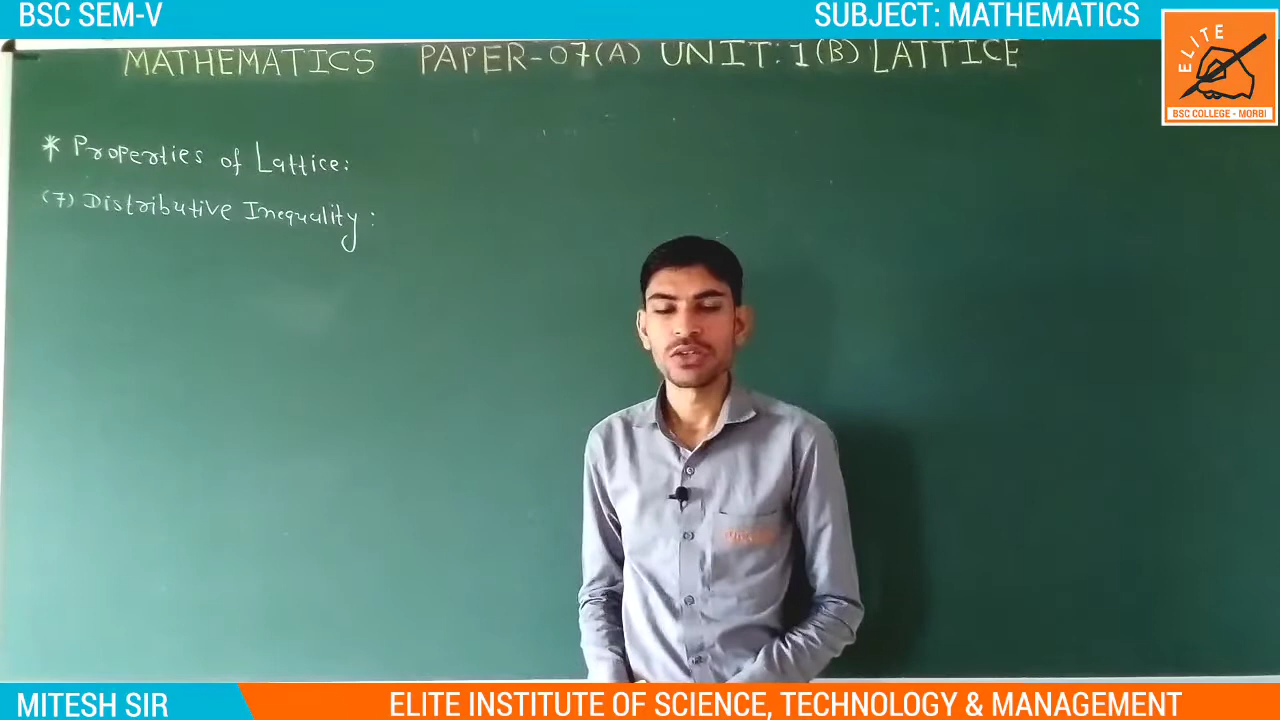 BSC SEM-V
SUBJECT: MATHEMATICS
ELITE
BSC COLLEGE - MORBI
MATHEMATICS PAPER-07(A) UNIT:1(B) LATTICE
* Properties of Lattice:
(7) Distributive Inequality:
MITESH SIR
ELITE INSTITUTE OF SCIENCE, TECHNOLOGY & MANAGEMENT